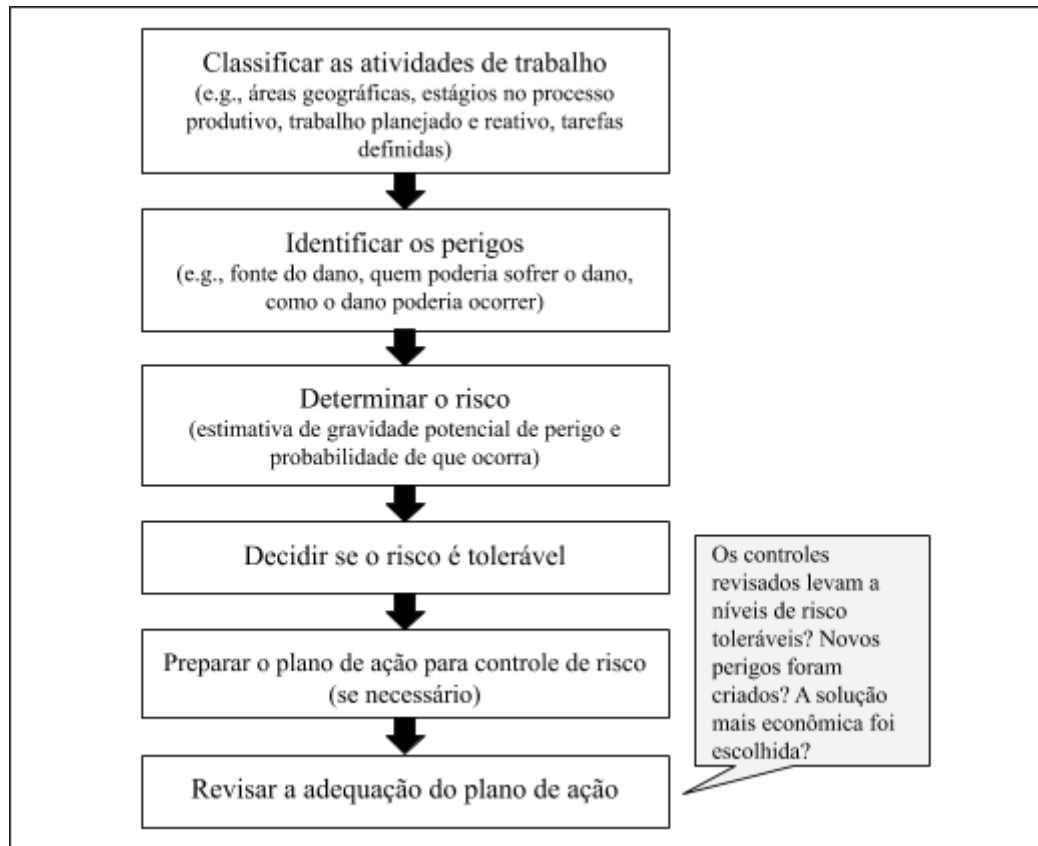 Classificar as atividades de trabalho
(e.g., áreas geográficas, estágios no processo
produtivo, trabalho planejado e reativo, tarefas
definidas)
Identificar os perigos
(e.g., fonte do dano, quem poderia sofrer o dano,
como o dano poderia ocorrer)
Determinar o risco
(estimativa de gravidade potencial de perigo e
probabilidade de que ocorra)
Decidir se o risco é tolerável
Preparar o plano de ação para controle de risco
(se necessário)
Revisar a adequação do plano de ação
Os controles
revisados levam a
níveis de risco
toleráveis? Novos
perigos foram
criados? A solução
mais econômica foi
escolhida?